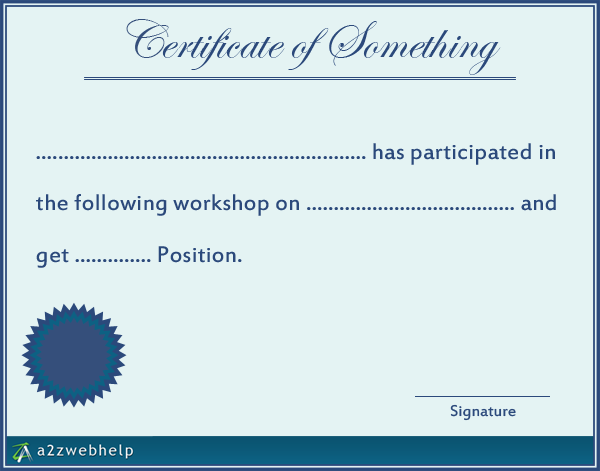 Certificate of Something
............................................................ has participated in
the following workshop on ...................................... and
get .............. Position.
Signature
a2zwebhelp